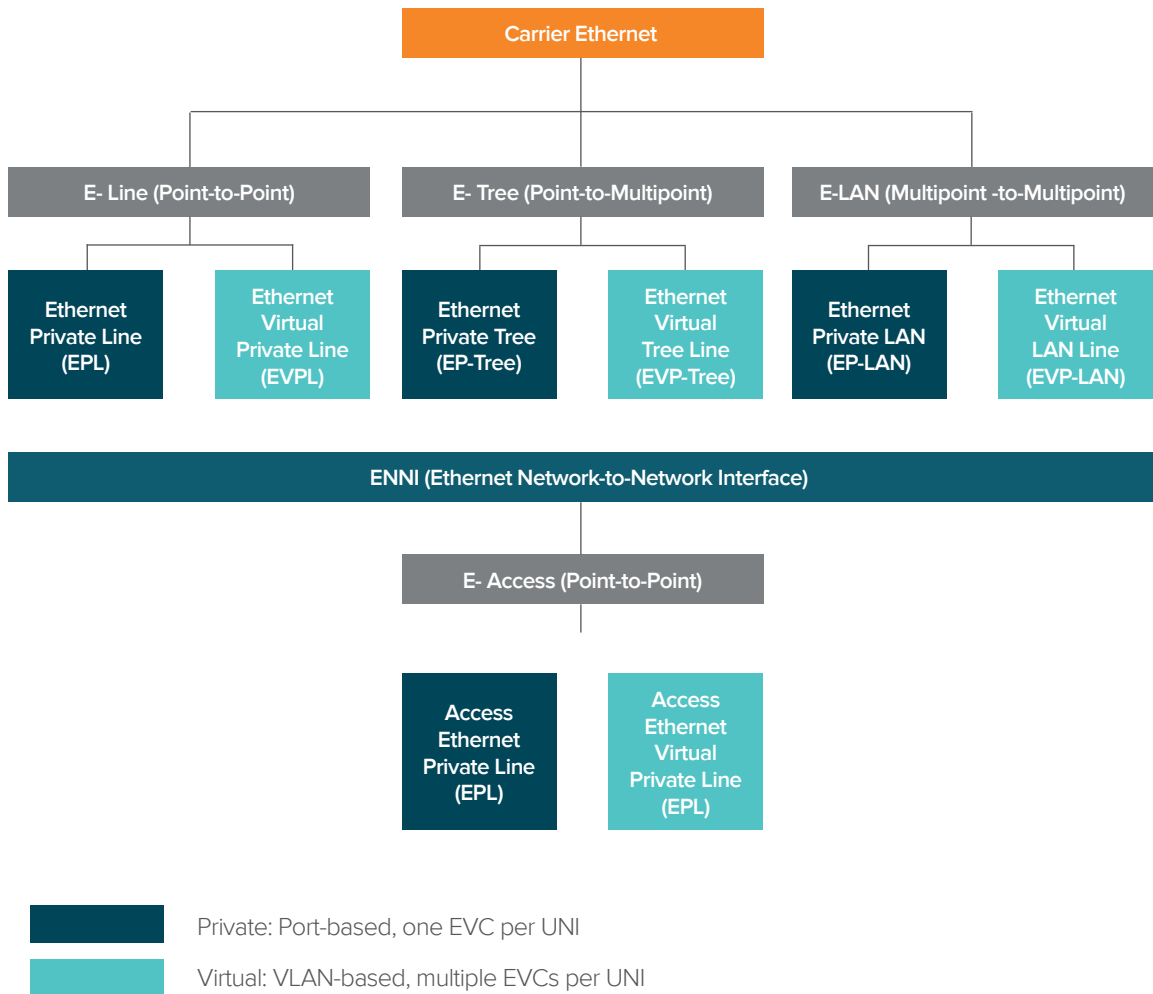 Carrier Ethernet
E- Line (Point-to-Point)
E- Tree (Point-to-Multipoint)
E-LAN (Multipoint -to-Multipoint)
Ethernet
Private Line
(EPL)
Ethernet
Virtual
Private Line
(EVPL)
Ethernet
Private Tree
(EP-Tree)
Ethernet
Virtual
Tree Line
(EVP-Tree)
Ethernet
Private LAN
(EP-LAN)
Ethernet
Virtual
LAN Line
(EVP-LAN)
ENNI (Ethernet Network-to-Network Interface)
E- Access (Point-to-Point)
Access
Ethernet
Private Line
(EPL)
Access
Ethernet
Virtual
Private Line
(EPL)
Private: Port-based, one EVC per UNI
Virtual: VLAN-based, multiple EVCs per UNI